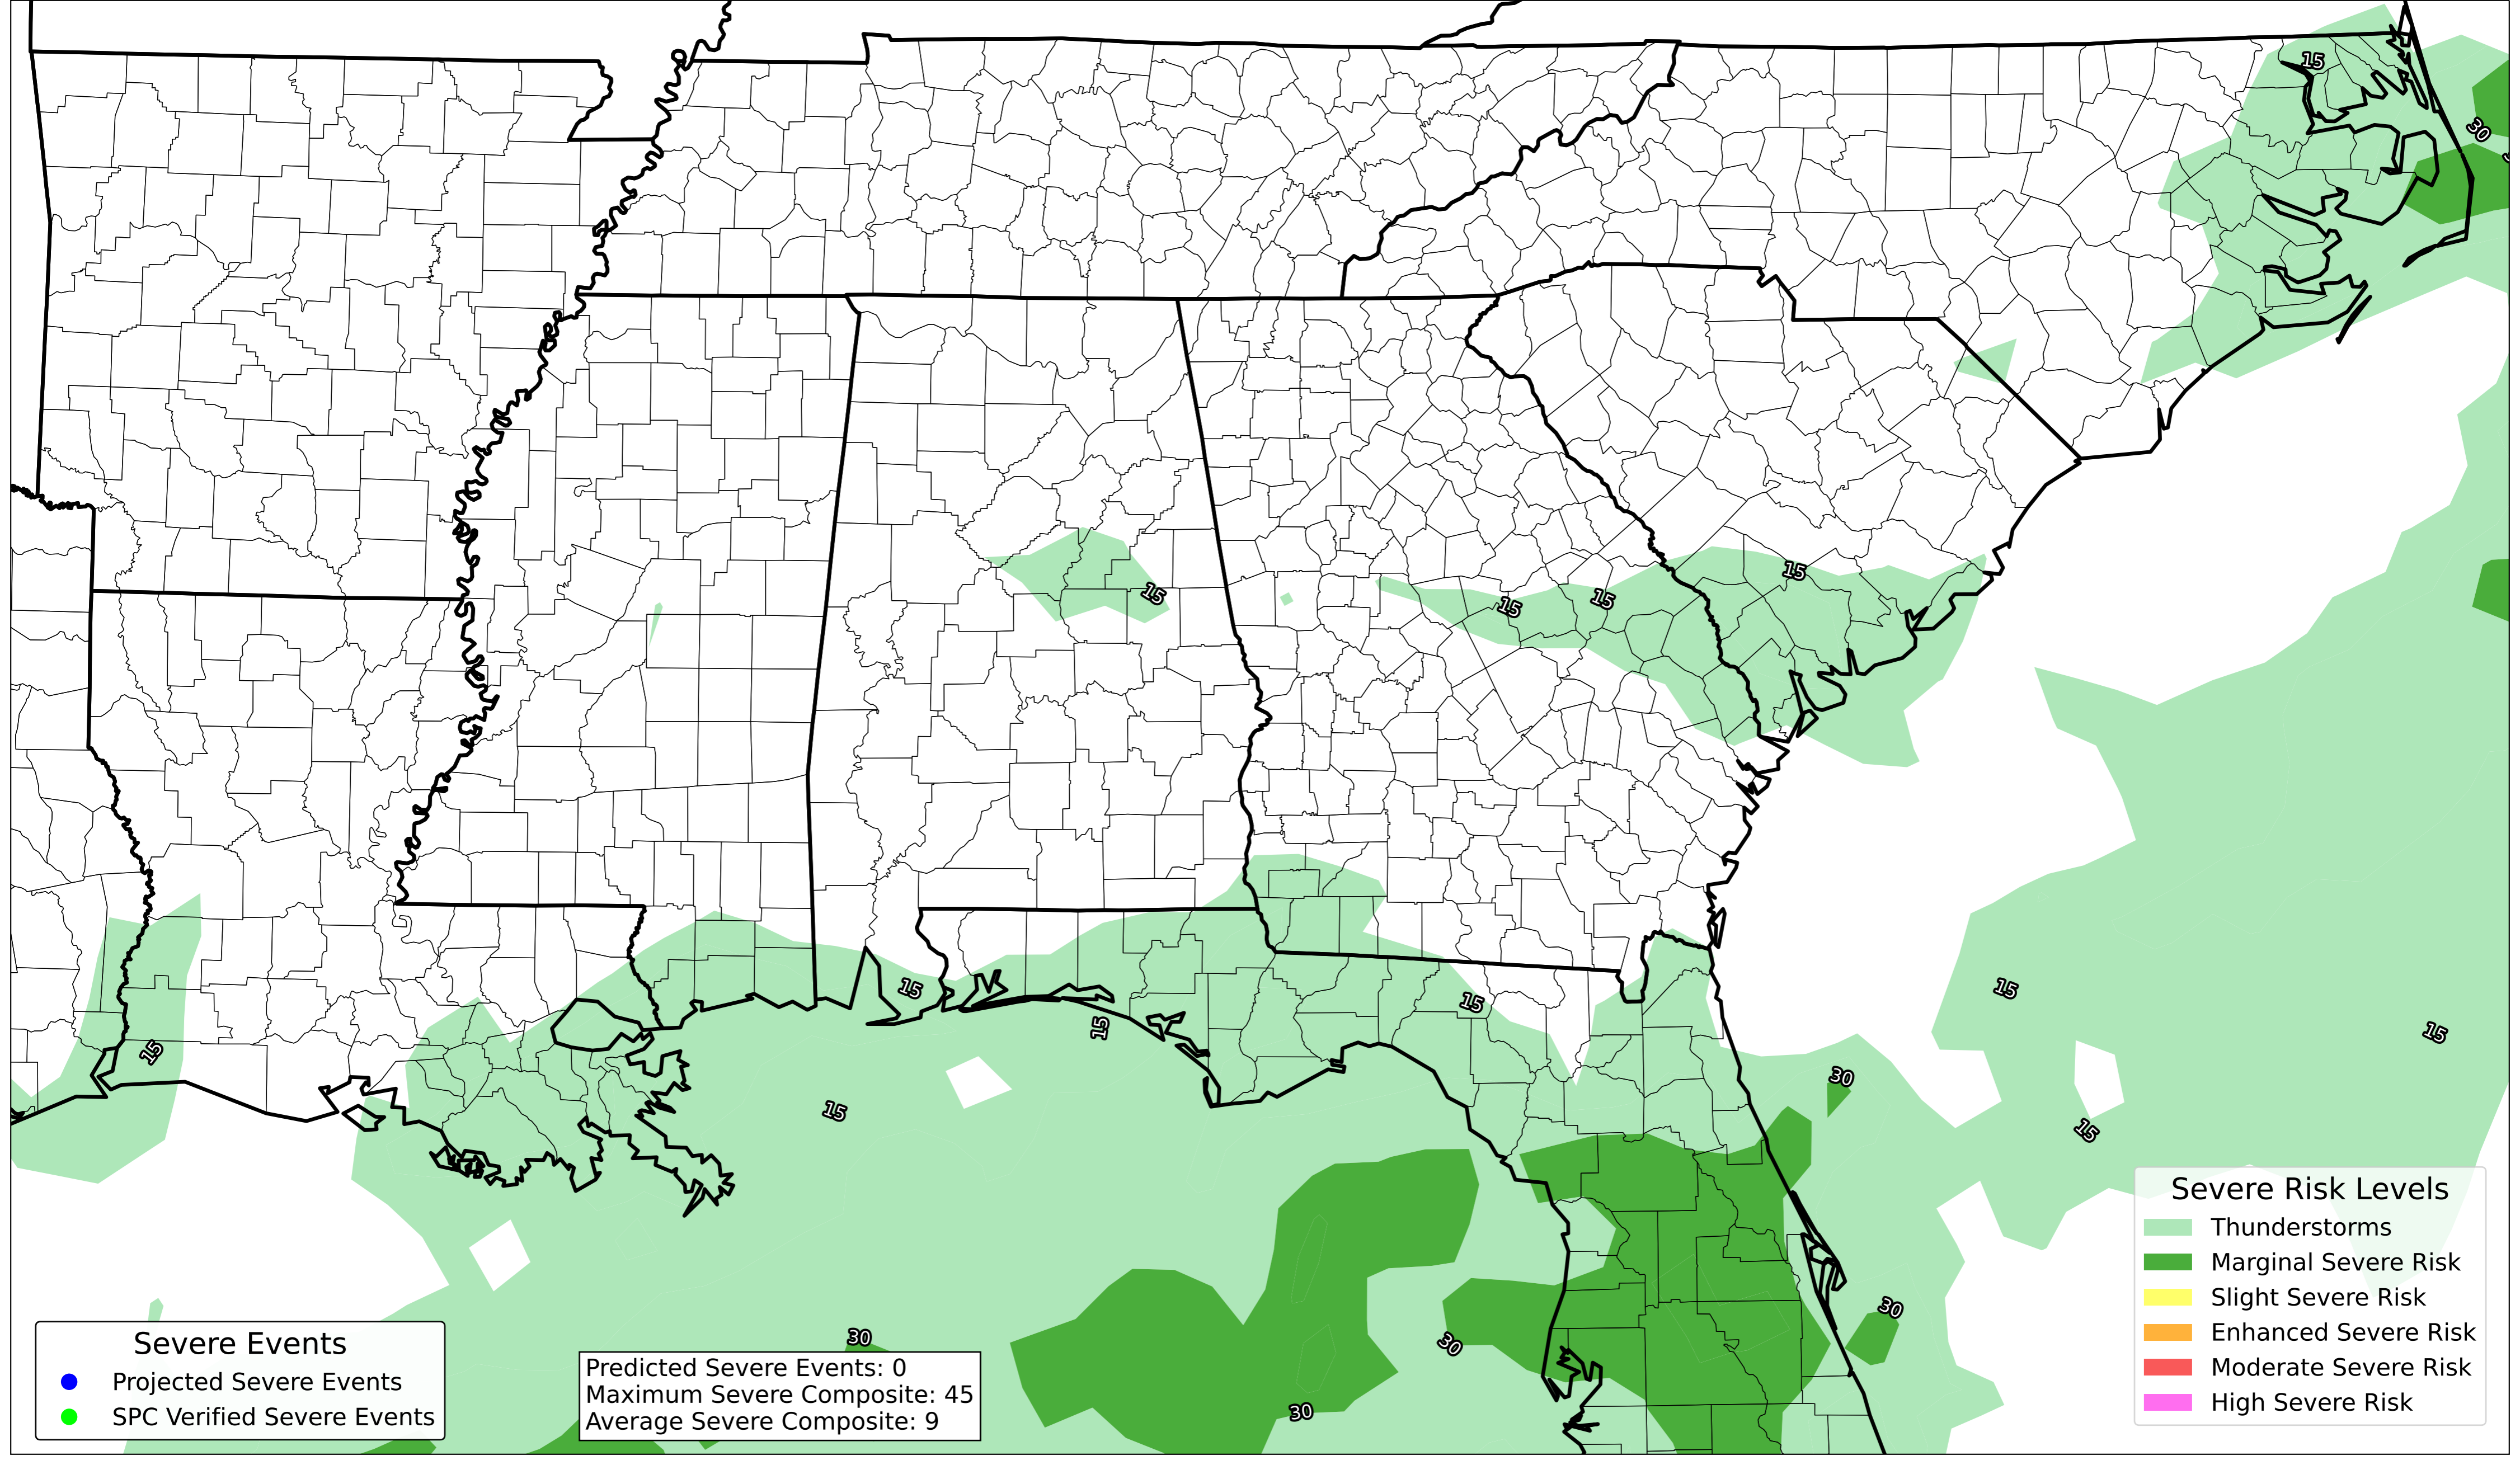 15
30
15
15
15
15
15
15
15
15
15
15
30
15
15
15
30
30
30
30
Severe Events
Projected Severe Events
SPC Verified Severe Events
Predicted Severe Events: 0
Maximum Severe Composite: 45
Average Severe Composite: 9
Severe Risk Levels
Thunderstorms
Marginal Severe Risk
Slight Severe Risk
Enhanced Severe Risk
Moderate Severe Risk
High Severe Risk